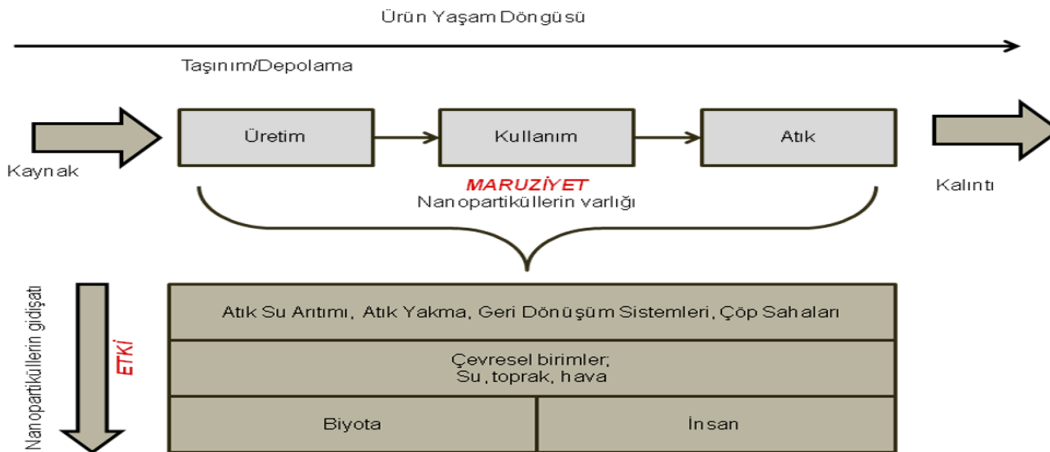 Ürün Yaşam Döngüsü
Taşınım/Depolama
Kaynak
Üretim
Kullanım
Atık
Kalıntı
MARUZİYET
Nanopartiküllerin varlığı
Nanopartiküllerin gidişatı
ETKİ
Atık Su Arıtımı, Atık Yakma, Geri Dönüşüm Sistemleri, Çöp Sahaları
Çevresel birimler;
Su, toprak, hava
Biyota
İnsan